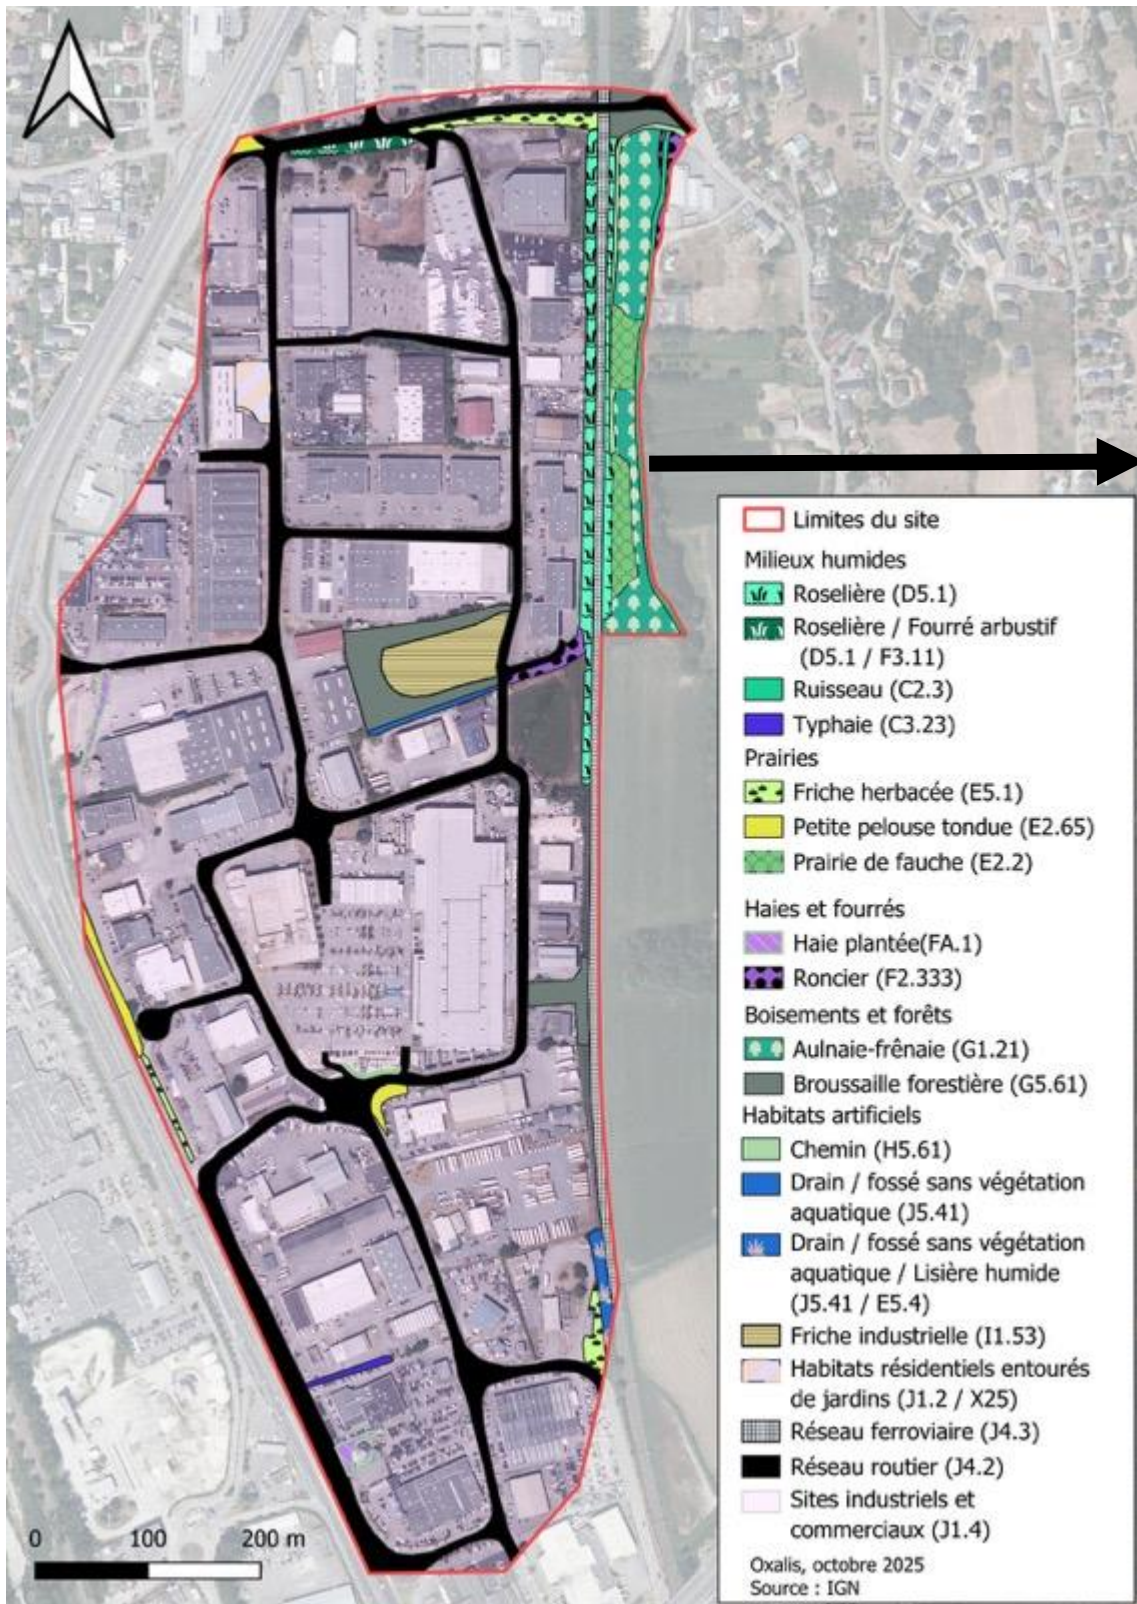 Limites du site
Milieux humides
Roselière (D5.1)
Roselière / Fourré arbustif
(D5.1 / F3.11)
Ruisseau (C2.3)
Typhaie (C3.23)
Prairies
Friche herbacée (E5.1)
Petite pelouse tondue (E2.65)
Prairie de fauche (E2.2)
Haies et fourrés
Haie plantée(FA.1)
Roncier (F2.333)
Boisements et forêts
Aulnaie-frênaie (G1.21)
Broussaille forestière (G5.61)
Habitats artificiels
Chemin (H5.61)
Drain / fossé sans végétation
aquatique (J5.41)
Drain / fossé sans végétation
aquatique / Lisière humide
(J5.41 / E5.4)
Friche industrielle (I1.53)
Habitats résidentiels entourés
de jardins (J1.2 / X25)
Réseau ferroviaire (J4.3)
Réseau routier (J4.2)
Sites industriels et
commerciaux (J1.4)
Oxalis, octobre 2025
Source : IGN
0 100 200 m